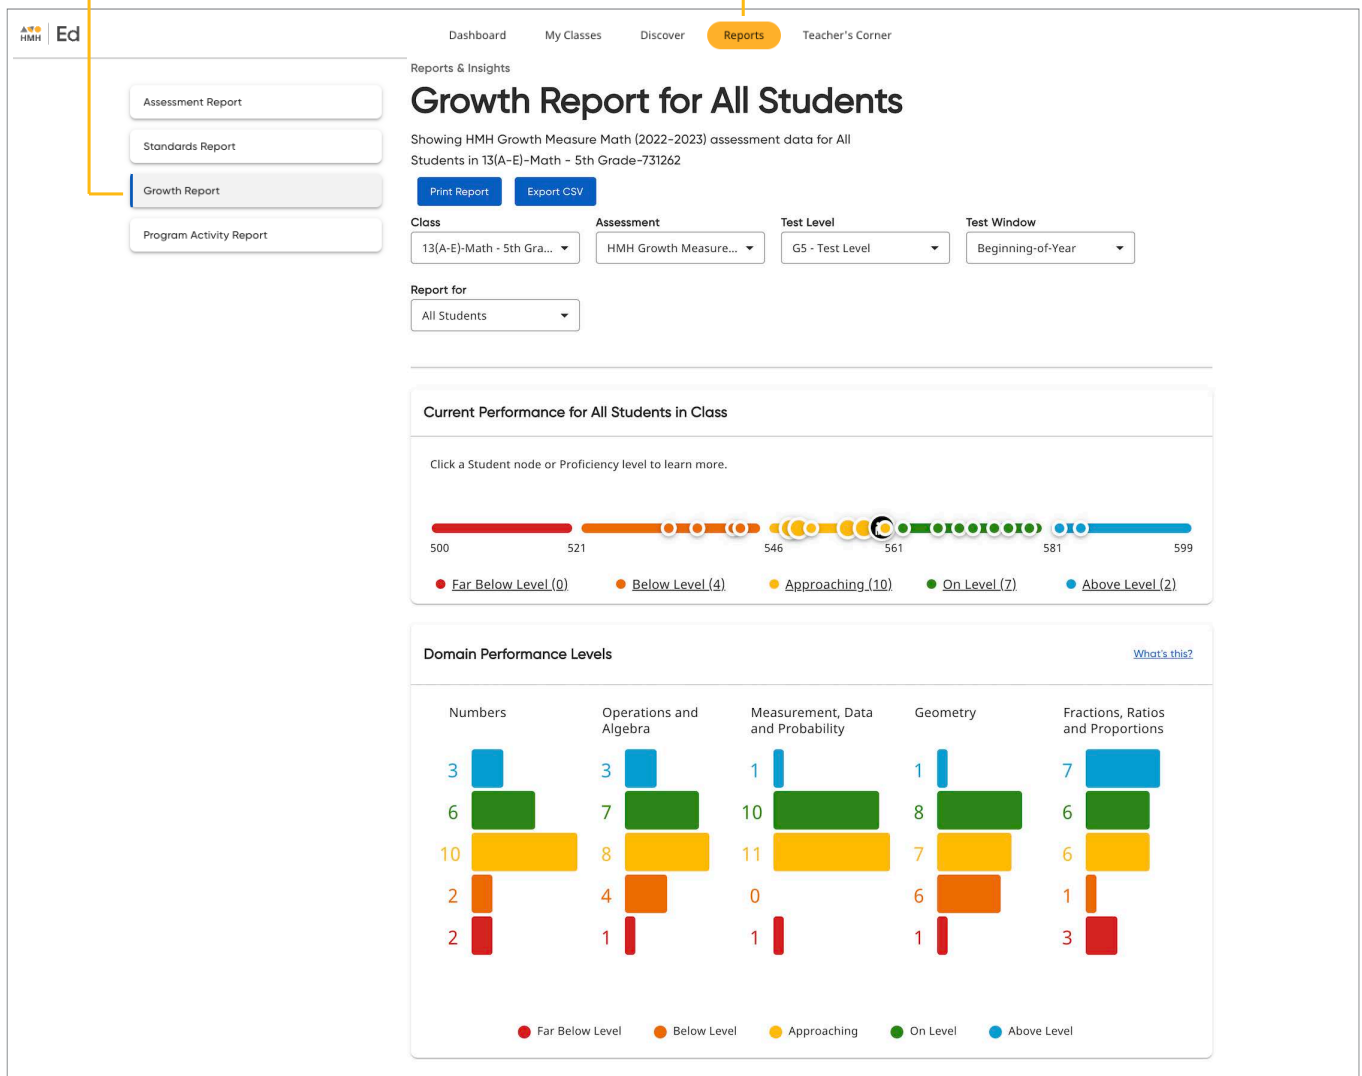 HMH Ed
Dashboard My Classes Discover Reports Teacher's Corner
Assessment Report
Standards Report
Growth Report
Program Activity Report
Reports & Insights
Growth Report for All Students
Showing HMH Growth Measure Math (2022-2023) assessment data for All
Students in 13(A-E)-Math - 5th Grade-731262
Print Report Export CSV
Class Assessment Test Level Test Window
13(A-E)-Math - 5th Gra... HMH Growth Measure... G5 - Test Level Beginning-of-Year
Report for
All Students
Current Performance for All Students in Class
Click a Student node or Proficiency level to learn more.
500 521 546 561 581 599
Far Below Level (0) Below Level (4) Approaching (10) On Level (7) Above Level (2)
Domain Performance Levels What's this?
Numbers
3
6
10
2
2
Operations and
Algebra
3
7
8
4
1
Measurement, Data
and Probability
1
10
11
0
1
Geometry
1
8
7
6
1
Fractions, Ratios
and Proportions
7
6
6
1
3
Far Below Level Below Level Approaching On Level Above Level